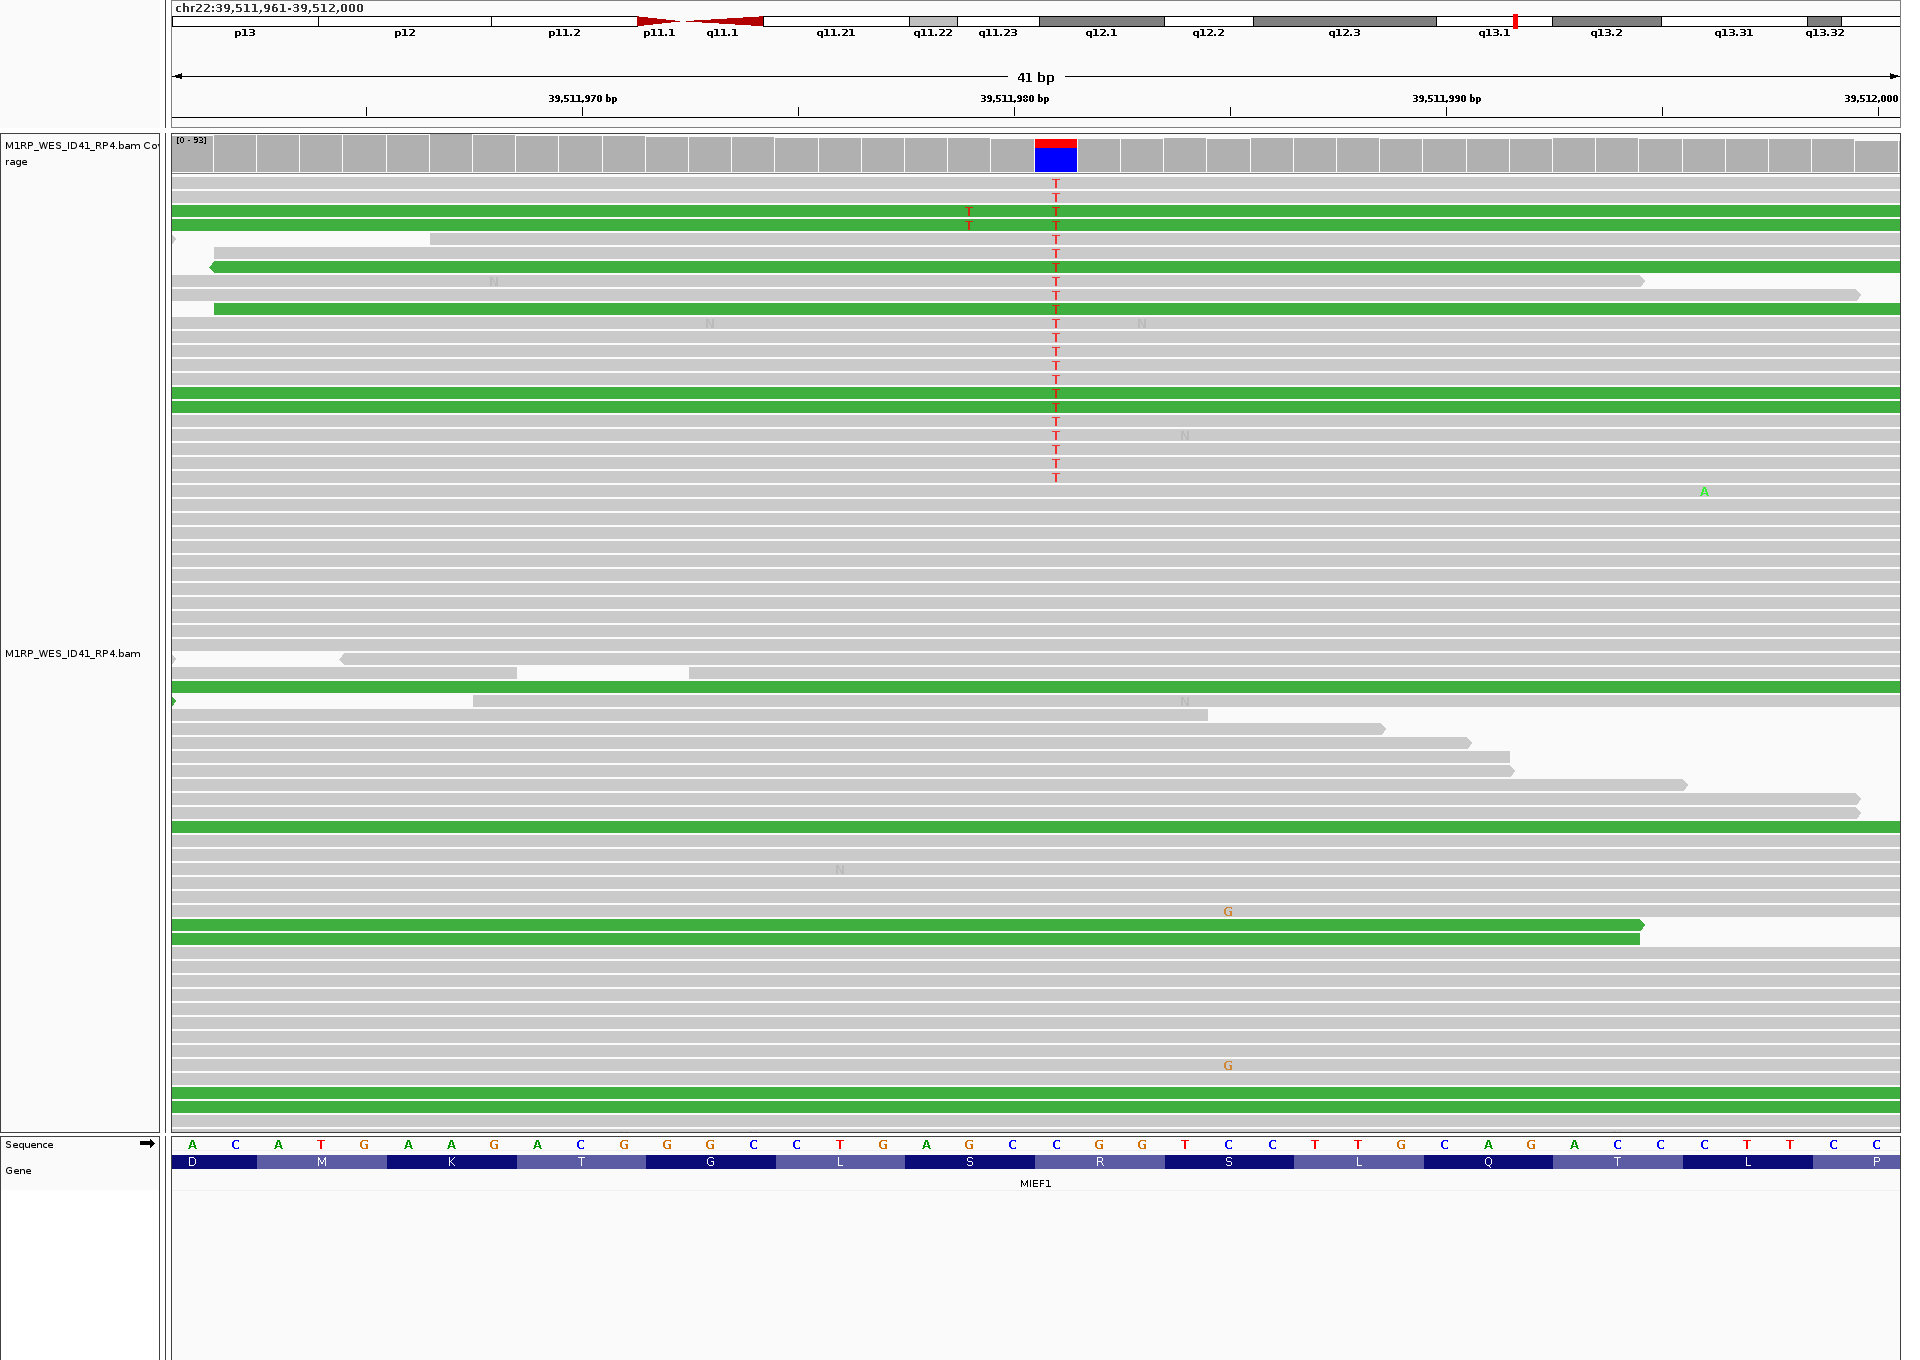 chr22:39,511,961-39,512,000
p13 p12 p11.2 p11.1 q11.1 q11.21 q11.22 q11.23 q12.1 q12.2 q12.3 q13.1 q13.2 q13.31 q13.32
41 bp
39,511,970 bp 39,511,980 bp 39,511,990 bp 39,512,000
M1RP_WES_ID41_RP4.bam Co
rage
[0 - 93]
T
T
T T
T T
T
T
T
N T
T
T
N T N
T
T
T
T
T
T
T
T N
T
T
T
A
M1RP_WES_ID41_RP4.bam
N
N
G
G
Sequence A C A T G A A G A C G G G C C T G A G C C G G T C C T T G C A G A C C C T T C C
D M K T G L S R S L Q T L P
Gene
MIEF1